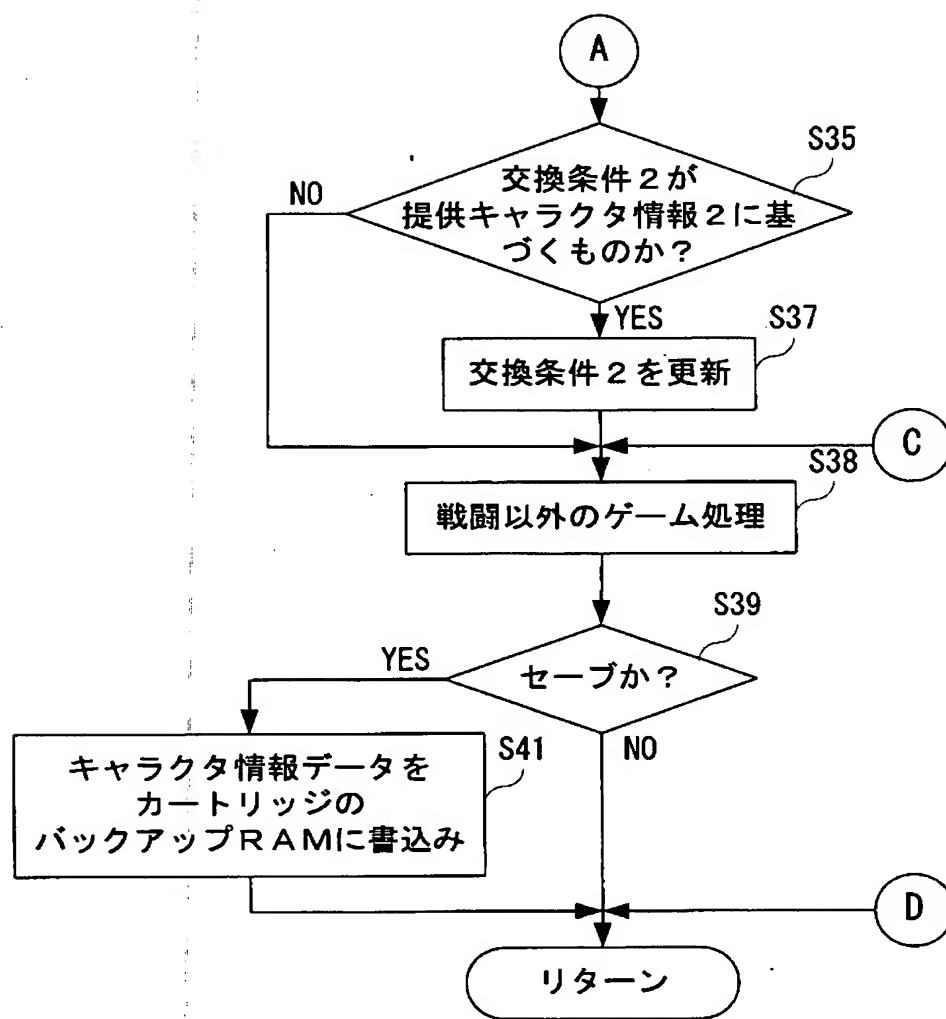 A
S35
交換条件２が
提供キャラクタ情報２に基
づくものか？
NO
YES
S37
交換条件２を更新
C
S38
戦闘以外のゲーム処理
S39
セーブか？
YES
NO
S41
キャラクタ情報データを
カートリッジの
バックアップＲＡＭに書込み
D
リターン